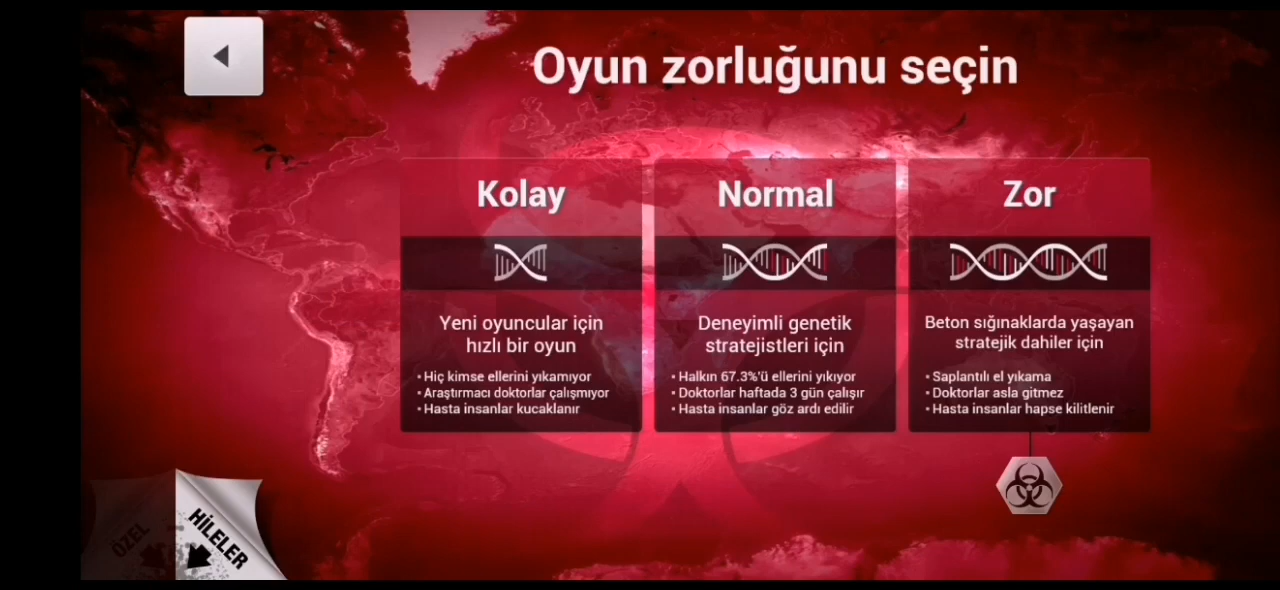 Oyun zorluğunu seçin
Kolay
Yeni oyuncular için
hızlı bir oyun
• Hiç kimse ellerini yıkamıyor
• Araştırmacı doktorlar çalışmıyor
• Hasta insanlar kucaklanır
Normal
Deneyimli genetik
stratejistleri için
• Halkın 67.3%'ü ellerini yıkıyor
• Doktorlar haftada 3 gün çalışır
• Hasta insanlar göz ardı edilir
Zor
Beton sığınaklarda yaşayan
stratejik dahiler için
• Saplantılı el yıkama
• Doktorlar asla gitmez
• Hasta insanlar hapse kilitlenir
ÖZEL
HİLELER